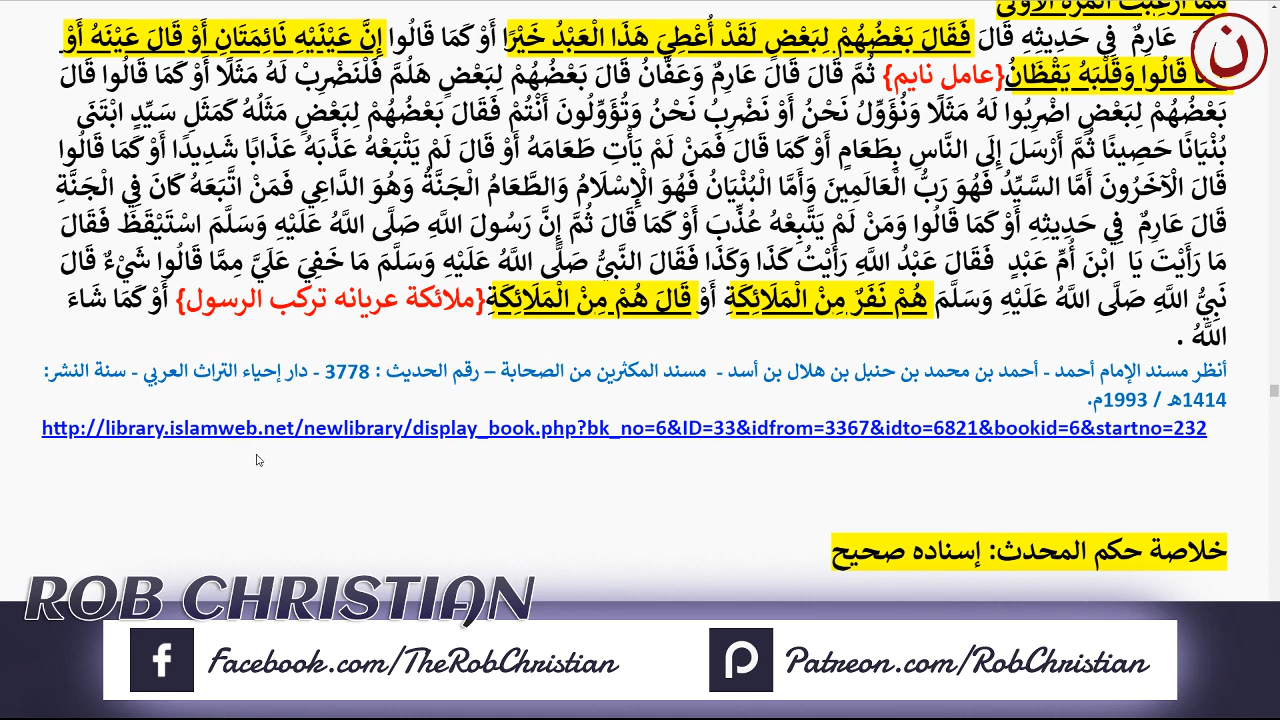 مما أرعبت المرة الأولى
عَارِمٌ فِي حَدِيثِهِ قَالَ فَقَالَ بَعْضُهُمْ لِبَعْضٍ لَقَدْ أُعْطِيَ هَذَا الْعَبْدُ خَيْرًا أَوْ كَمَا قَالُوا إِنَّ عَيْنَيْهِ نَائِمَتَانِ أَوْ قَالَ عَيْنَهُ أَوْ
قَالُوا وَقَلْبَهُ يَقْظَانُ{عامل نايم} ثُمَّ قَالَ قَالَ عَارِمٌ وَعَفَّانُ قَالَ بَعْضُهُمْ لِبَعْضٍ هَلُمَّ فَلْنَضْرِبْ لَهُ مَثَلًا أَوْ كَمَا قَالُوا قَالَ
بَعْضُهُمْ لِبَعْضٍ اضْرِبُوا لَهُ مَثَلًا وَنُؤَوِّلُ نَحْنُ أَوْ نَضْرِبُ نَحْنُ وَتُؤَوِّلُونَ أَنْتُمْ فَقَالَ بَعْضُهُمْ لِبَعْضٍ مَثَلُهُ كَمَثَلِ سَيِّدٍ ابْتَنَى
بُنْيَانًا حَصِينًا ثُمَّ أَرْسَلَ إِلَى النَّاسِ بِطَعَامٍ أَوْ كَمَا قَالَ فَمَنْ لَمْ يَأْتِ طَعَامَهُ أَوْ قَالَ لَمْ يَتْبَعْهُ عَذَّبَهُ عَذَابًا شَدِيدًا أَوْ كَمَا قَالُوا
قَالَ الْآخَرُونَ أَمَّا السَّيِّدُ فَهُوَ رَبُّ الْعَالَمِينَ وَأَمَّا الْبُنْيَانُ فَهُوَ الْإِسْلَامُ وَالطَّعَامُ الْجَنَّةُ وَهُوَ الدَّاعِي فَمَنْ اتَّبَعَهُ كَانَ فِي الْجَنَّةِ
قَالَ عَارِمٌ فِي حَدِيثِهِ أَوْ كَمَا قَالُوا وَمَنْ لَمْ يَتَّبِعْهُ عُذِّبَ أَوْ كَمَا قَالَ ثُمَّ إِنَّ رَسُولَ اللَّهِ صَلَّى اللَّهُ عَلَيْهِ وَسَلَّمَ اسْتَيْقَظَ فَقَالَ
مَا رَأَيْتَ يَا ابْنَ أُمِّ عَبْدٍ فَقَالَ عَبْدُ اللَّهِ رَأَيْتُ كَذَا وَكَذَا فَقَالَ النَّبِيُّ صَلَّى اللَّهُ عَلَيْهِ وَسَلَّمَ مَا خَفِيَ عَلَيَّ مِمَّا قَالُوا شَيْءٌ قَالَ
نَبِيُّ اللَّهِ صَلَّى اللَّهُ عَلَيْهِ وَسَلَّمَ هُمْ نَفَرٌ مِنْ الْمَلَائِكَةِ أَوْ قَالَ هُمْ مِنْ الْمَلَائِكَةِ{ملائكة عريانه تركب الرسول} أَوْ كَمَا شَاءَ
اللَّهُ .
أنظر مسند الإمام أحمد - أحمد بن محمد بن حنبل بن هلال بن أسد - مسند المكثرين من الصحابة – رقم الحديث : 3778 - دار إحياء التراث العربي - سنة النشر:
1414هـ / 1993م.
http://library.islamweb.net/newlibrary/display_book.php?bk_no=6&ID=33&idfrom=3367&idto=6821&bookid=6&startno=232
خلاصة حكم المحدث: إسناده صحيح
ROB CHRISTIAN
Facebook.com/TheRobChristian
Patreon.com/RobChristian
ن